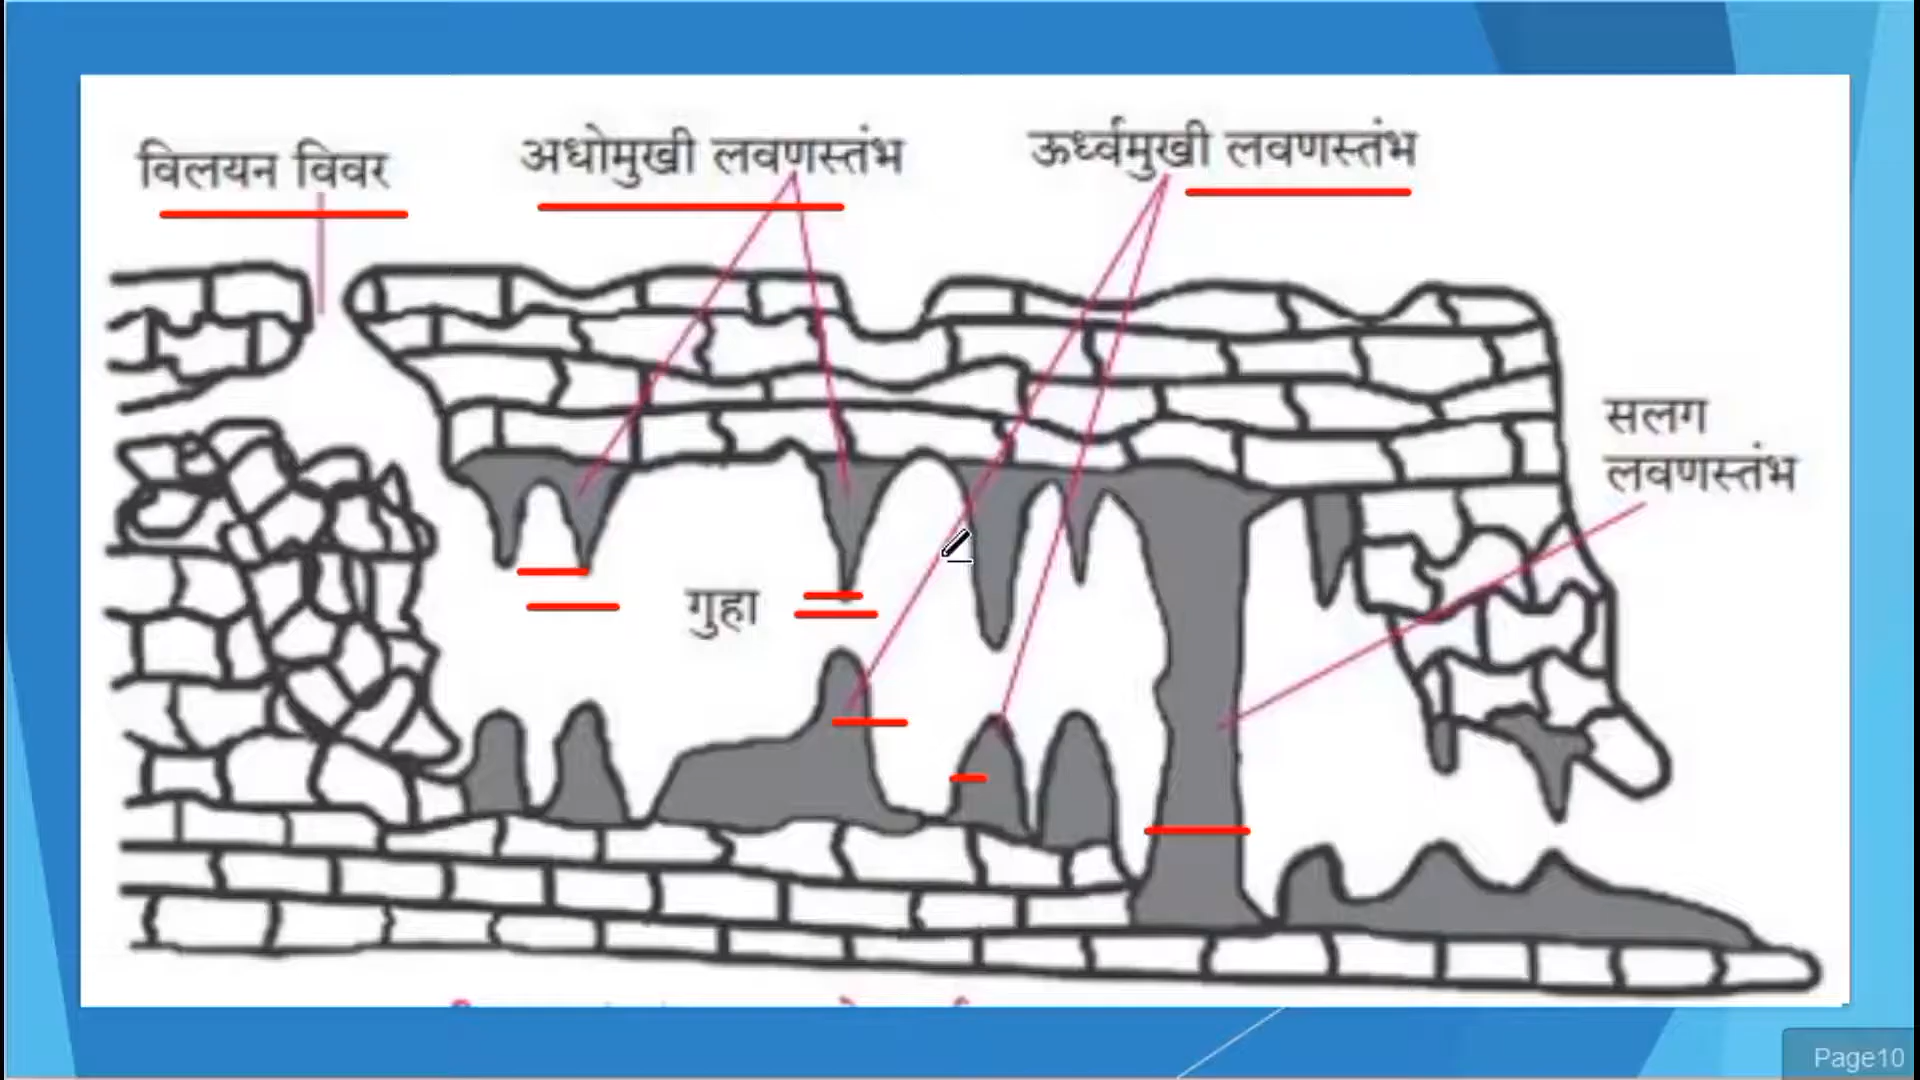 विलयन विवर
अधोमुखी लवणस्तंभ
ऊर्ध्वमुखी लवणस्तंभ
सलग
लवणस्तंभ
गुहा
Page10